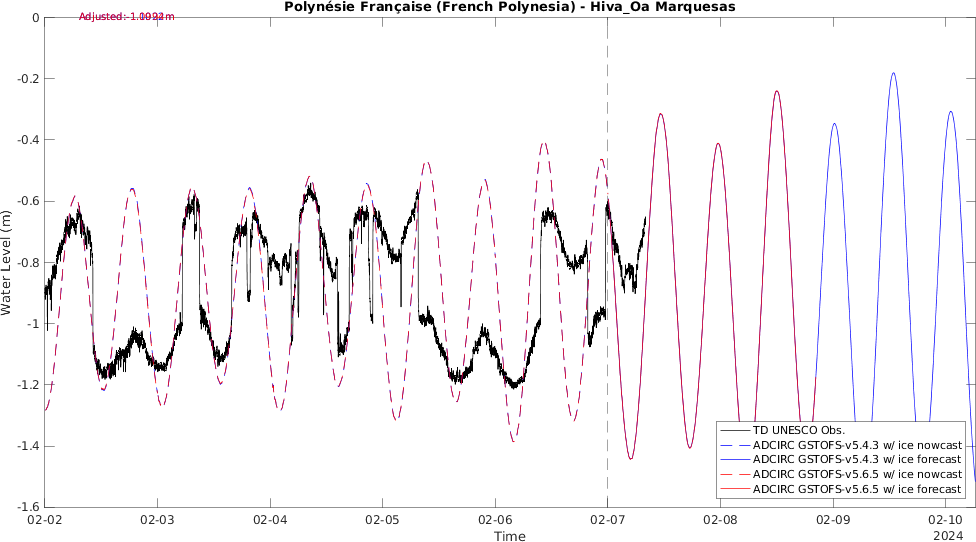 Polynésie Française (French Polynesia) - Hiva_Oa Marquesas
0
-0.2
-0.4
-0.6
-0.8
-1
-1.2
-1.4
-1.6
Water Level (m)
TD UNESCO Obs.
ADCIRC GSTOFS-v5.4.3 w/ ice nowcast
ADCIRC GSTOFS-v5.4.3 w/ ice forecast
ADCIRC GSTOFS-v5.6.5 w/ ice nowcast
ADCIRC GSTOFS-v5.6.5 w/ ice forecast
02-02 02-03 02-04 02-05 02-06 02-07 02-08 02-09 02-10
Time
2024